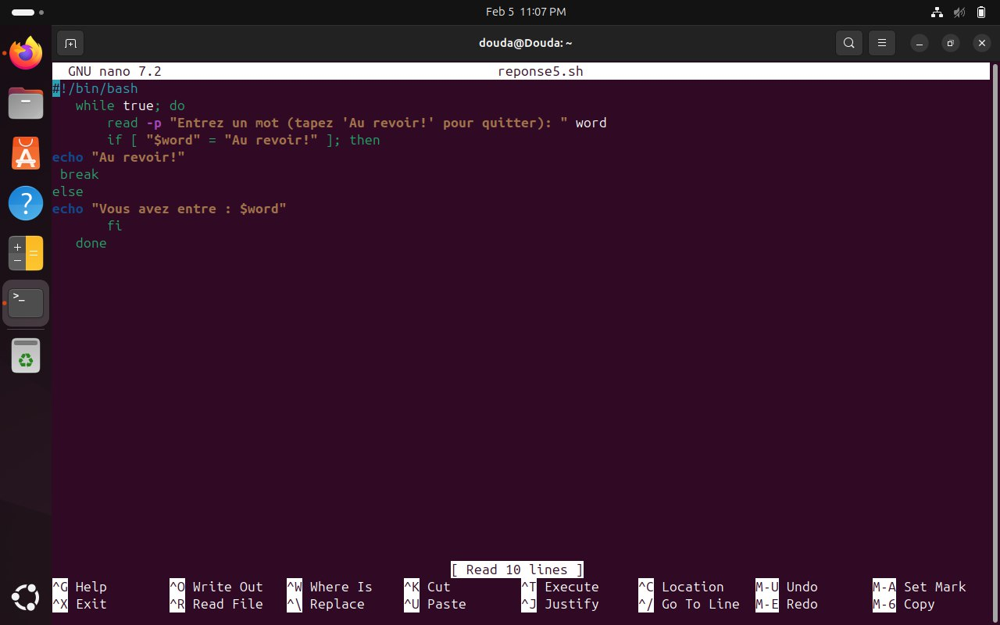 Feb 5 11:07 PM
douda@Douda: ~
GNU nano 7.2 reponse5.sh
#!/bin/bash
while true; do
read -p "Entrez un mot (tapez 'Au revoir!' pour quitter): " word
if [ "$word" = "Au revoir!" ]; then
echo "Au revoir!"
break
else
echo "Vous avez entre : $word"
fi
done
[ Read 10 lines ]
^G Help ^O Write Out ^W Where Is ^K Cut ^T Execute ^C Location M-U Undo M-A Set Mark
^X Exit ^R Read File ^\ Replace ^U Paste ^J Justify ^/ Go To Line M-E Redo M-6 Copy